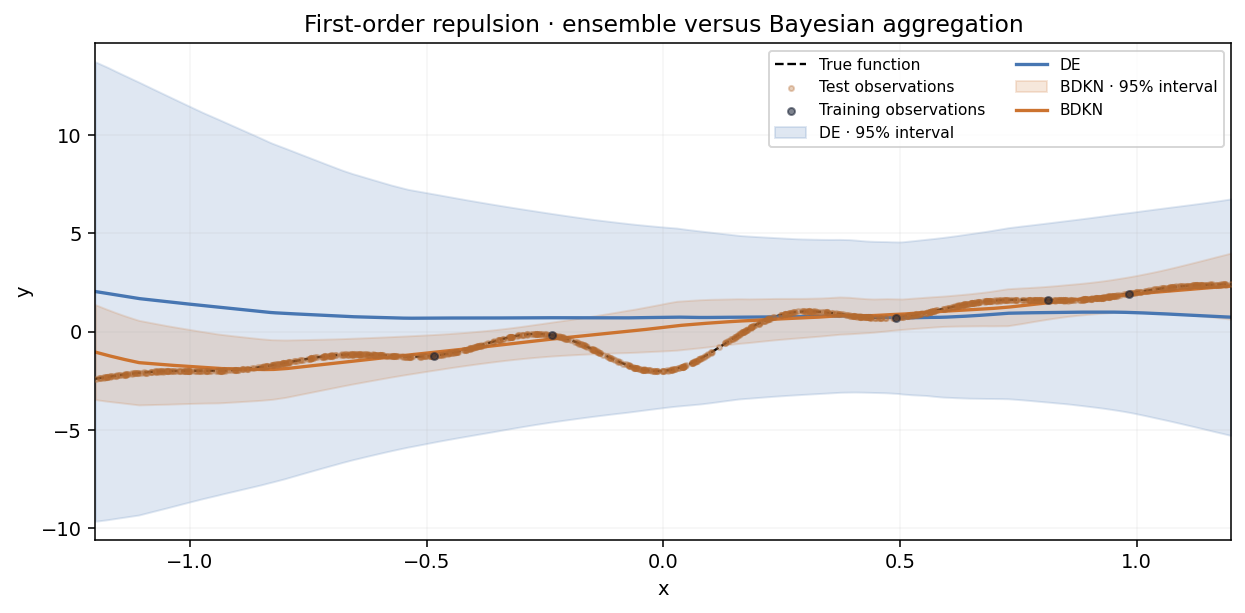 First-order repulsion · ensemble versus Bayesian aggregation
True function
Test observations
Training observations
DE · 95% interval
DE
BDKN · 95% interval
BDKN
y
10
5
0
−5
−10
−1.0
−0.5
0.0
0.5
1.0
x